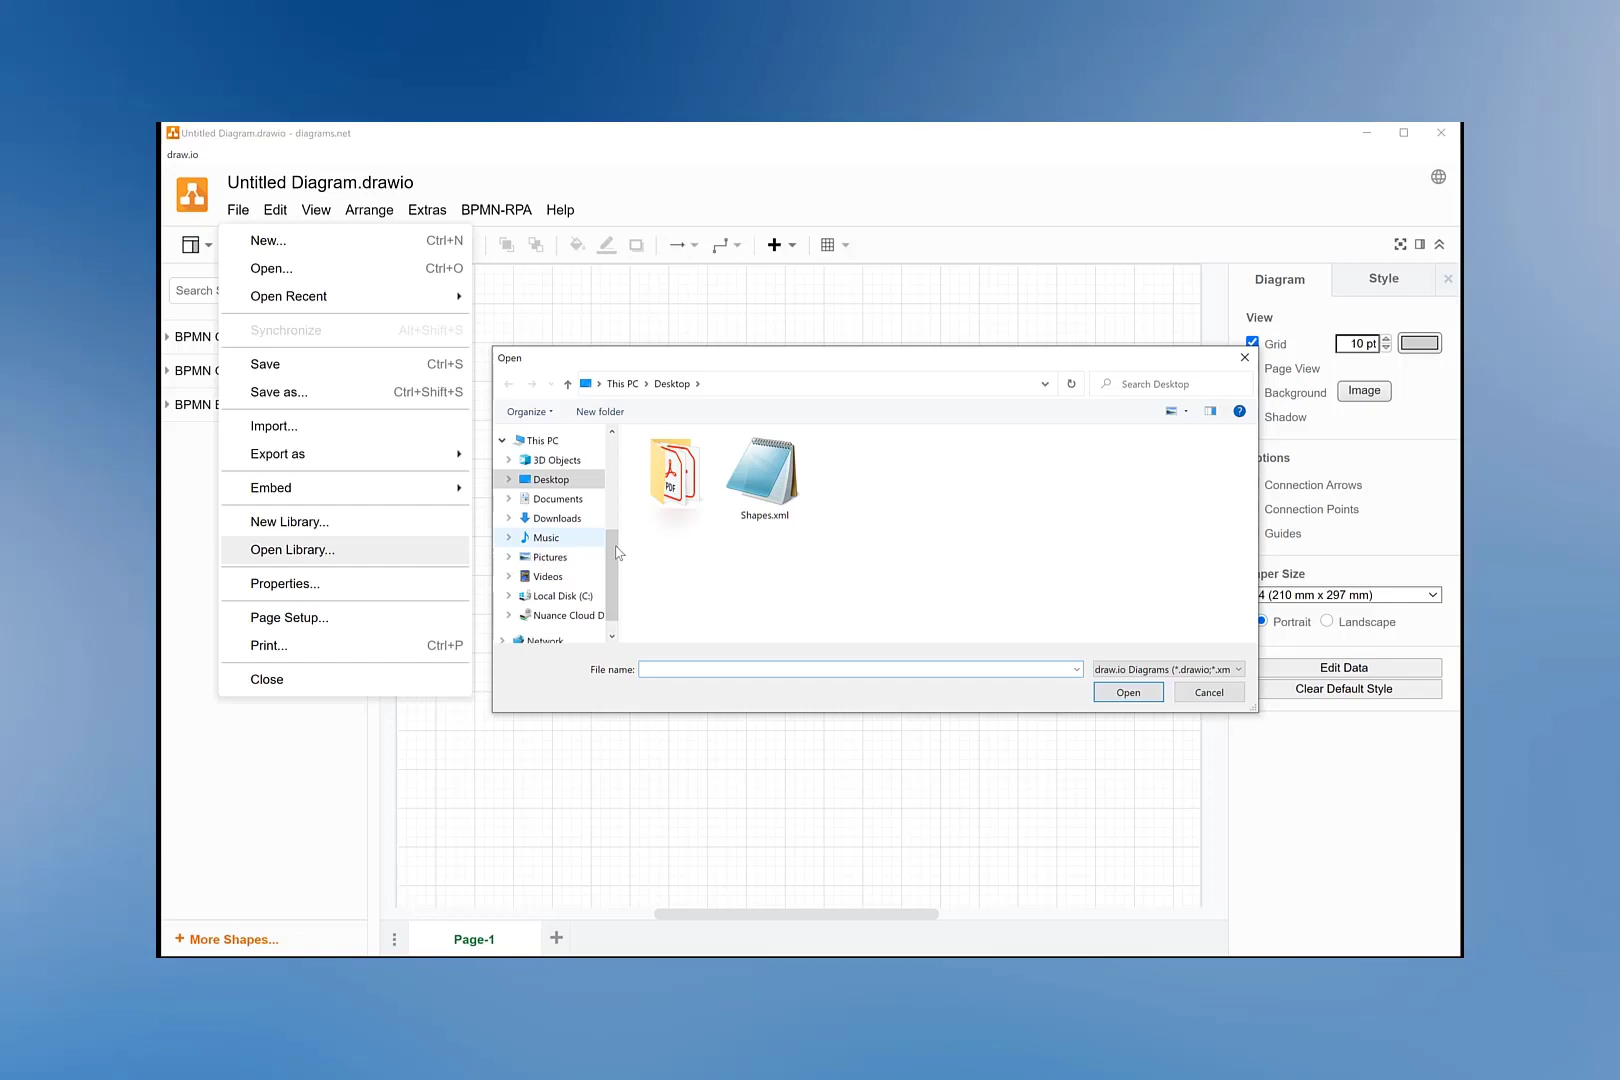 Untitled Diagram.drawio - diagrams.net
draw.io
Untitled Diagram.drawio
File Edit View Arrange Extras BPMN-RPA Help
New... Ctrl+N
Open... Ctrl+O
Open Recent
Synchronize Alt+Shift+S
Save Ctrl+S
Save as... Ctrl+Shift+S
Import...
Export as
Embed
New Library...
Open Library...
Properties...
Page Setup...
Print... Ctrl+P
Close
Search S
BPMN
BPMN
BPMN
+ More Shapes...
Open
This PC Desktop
Search Desktop
Organize New folder
This PC
3D Objects
Desktop
Documents
Downloads
Music
Pictures
Videos
Local Disk (C:)
Nuance Cloud D
Network
PDF
Shapes.xml
File name:
draw.io Diagrams (*.drawio;*.xm
Open Cancel
Page-1
Diagram Style
View
Grid 10 pt
Page View
Background Image
Shadow
ptions
Connection Arrows
Connection Points
Guides
per Size
4 (210 mm x 297 mm)
Portrait Landscape
Edit Data
Clear Default Style